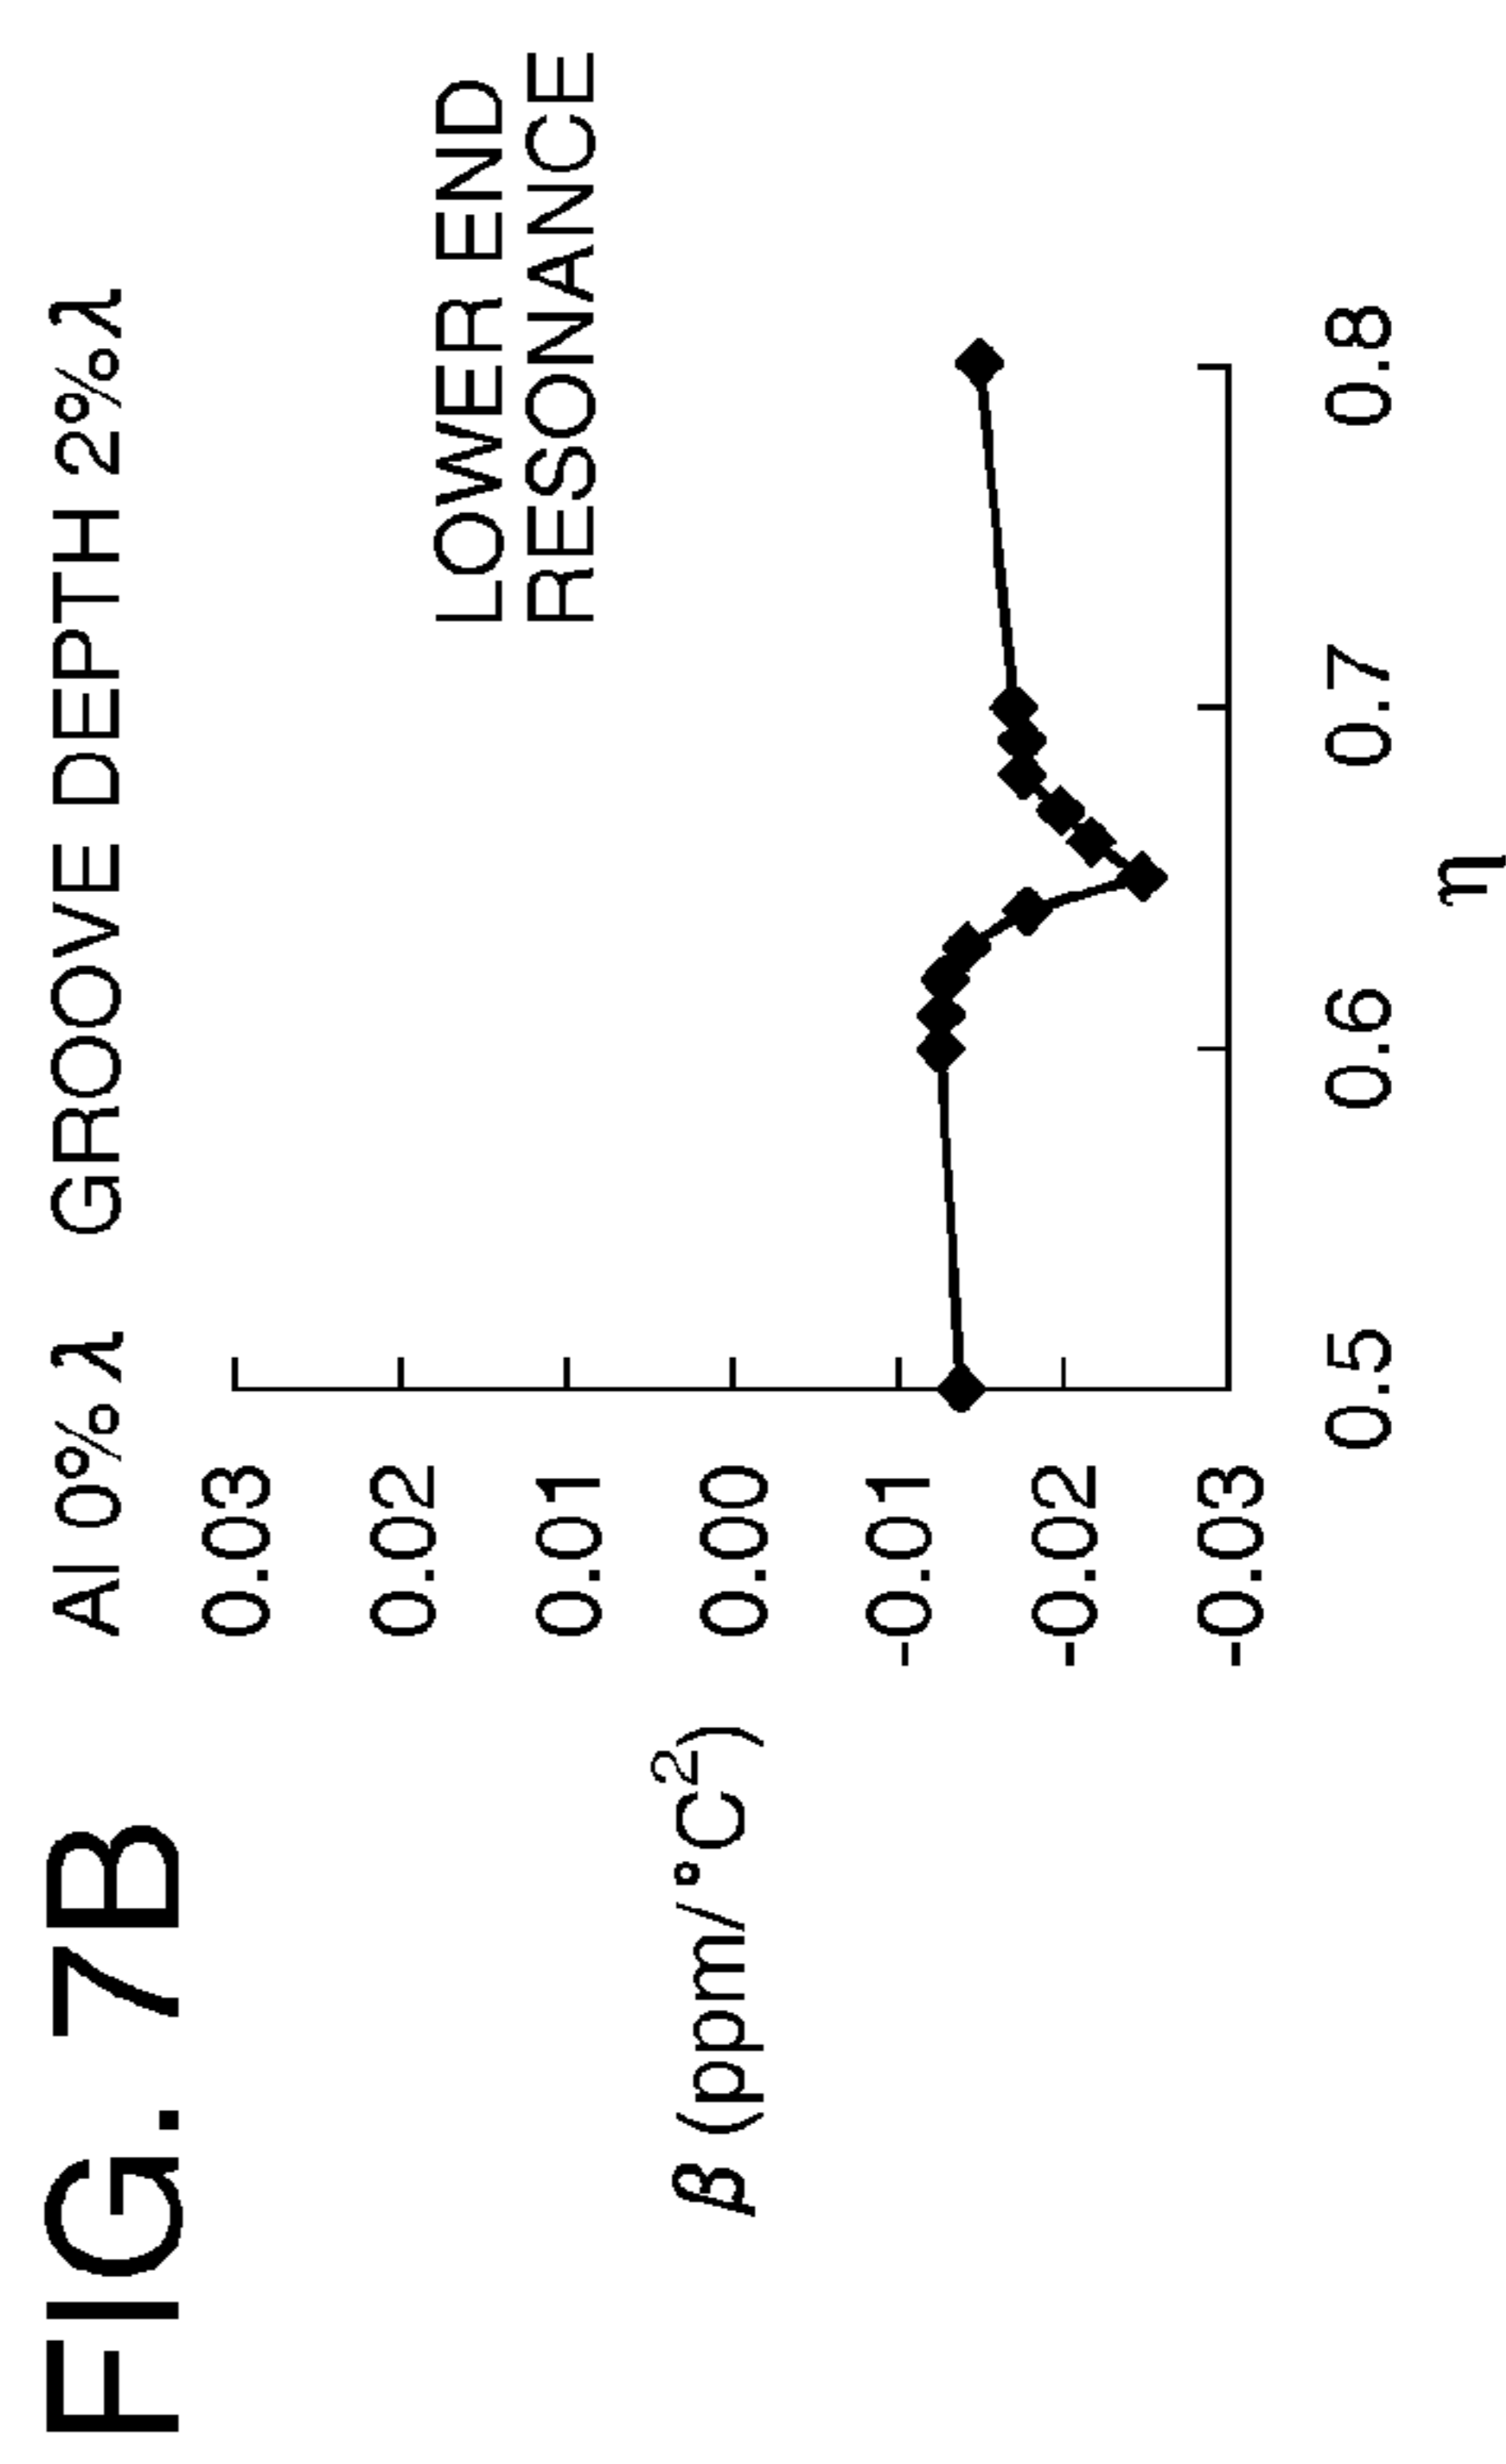 FIG. 7B
Al 0% λ GROOVE DEPTH 2%λ
LOWER END
RESONANCE
β (ppm/°C²)
0.03
0.02
0.01
0.00
-0.01
-0.02
-0.03
0.5 0.6 0.7 0.8
η